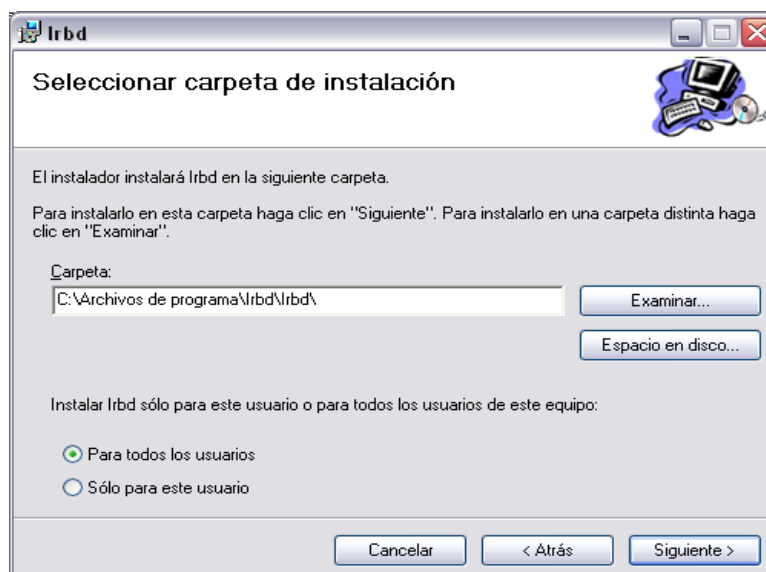 Irbd
Seleccionar carpeta de instalación
El instalador instalará Irbd en la siguiente carpeta.
Para instalarlo en esta carpeta haga clic en "Siguiente". Para instalarlo en una carpeta distinta haga
clic en "Examinar".
Carpeta:
C:\Archivos de programa\Irbd\Irbd\
Examinar...
Espacio en disco...
Instalar Irbd sólo para este usuario o para todos los usuarios de este equipo:
Para todos los usuarios
Sólo para este usuario
Cancelar
< Atrás
Siguiente >